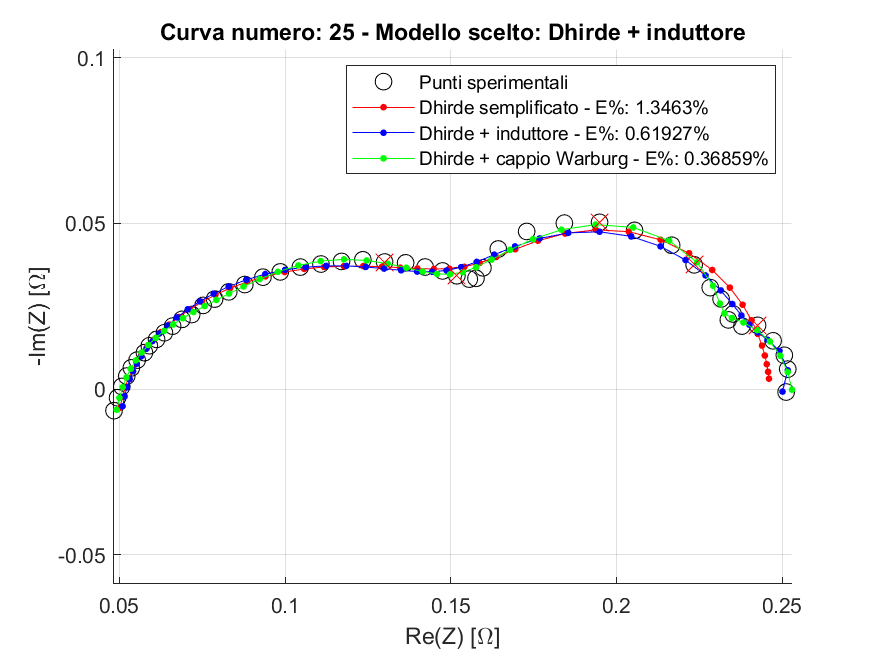 Curva numero: 25 - Modello scelto: Dhirde + induttore
0.1
Punti sperimentali
Dhirde semplificato - E%: 1.3463%
Dhirde + induttore - E%: 0.61927%
Dhirde + cappio Warburg - E%: 0.36859%
0.05
-Im(Z) [Ω]
0
-0.05
0.05 0.1 0.15 0.2 0.25
Re(Z) [Ω]